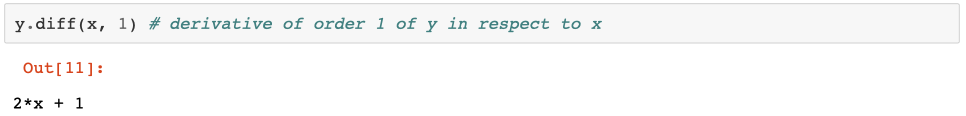 y.diff(x, 1) # derivative of order 1 of y in respect to x
Out[11]:
2*x + 1